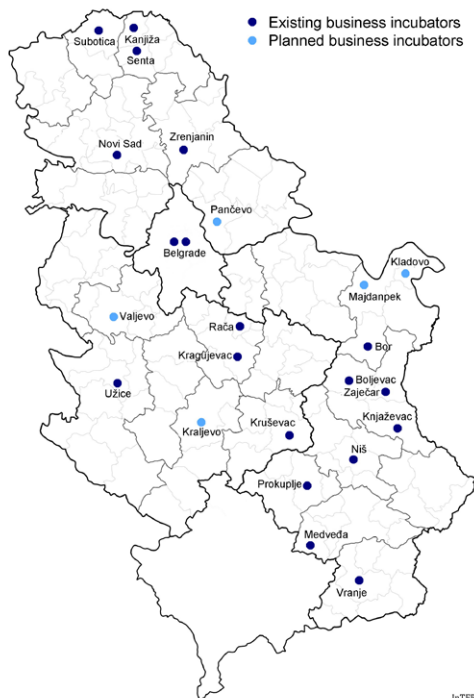 Existing business incubators
Planned business incubators
Subotica
Kanjiža
Senta
Novi Sad
Zrenjanin
Pančevo
Belgrade
Kladovo
Majdanpek
Valjevo
Rača
Bor
Kragujevac
Boljevac
Zaječar
Užice
Knjaževac
Kraljevo
Kruševac
Niš
Prokuplje
Medveđa
Vranje